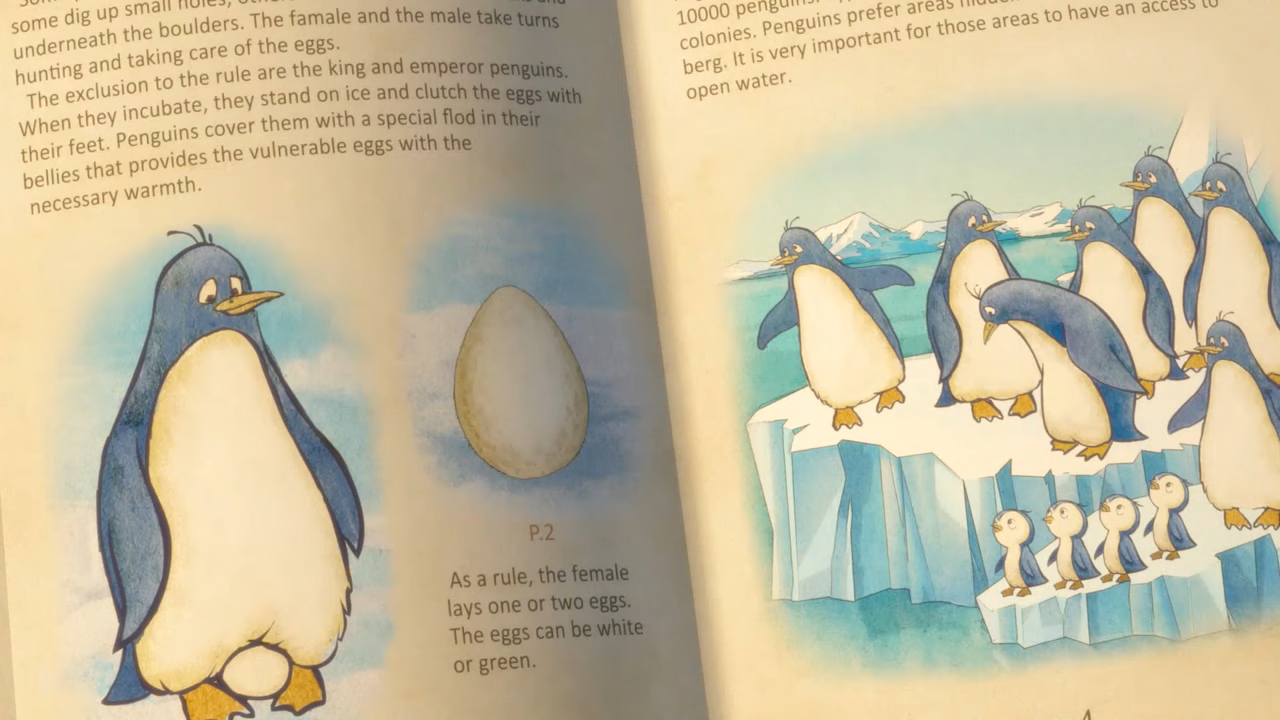 some dig up small holes,
underneath the boulders. The famale and the male take turns
hunting and taking care of the eggs.
The exclusion to the rule are the king and emperor penguins.
When they incubate, they stand on ice and clutch the eggs with
their feet. Penguins cover them with a special flod in their
bellies that provides the vulnerable eggs with the
necessary warmth.
P.2
As a rule, the female
lays one or two eggs.
The eggs can be white
or green.
10000 penguins.
colonies. Penguins prefer areas
berg. It is very important for those areas to have an access to
open water.